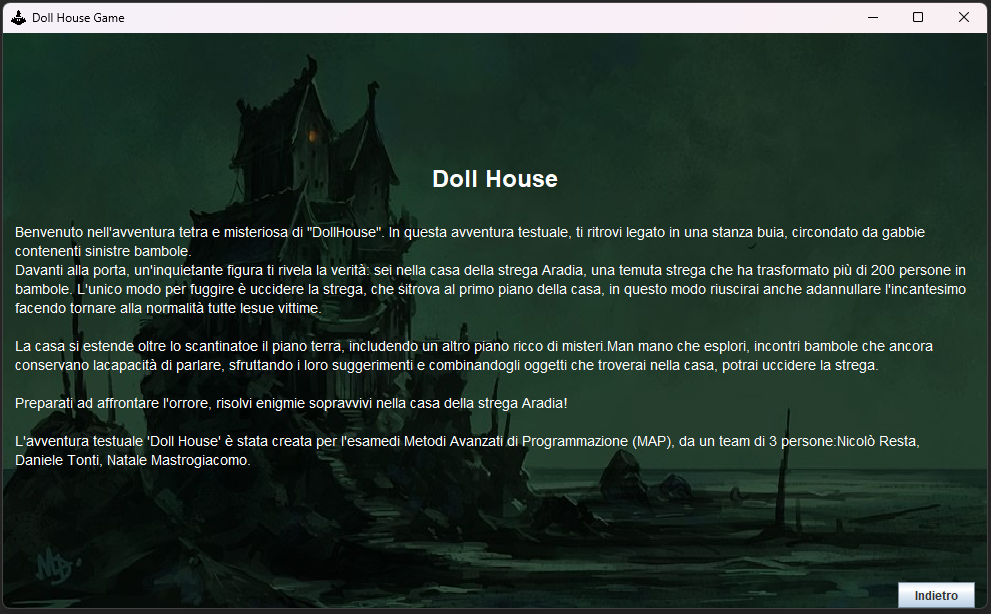 Doll House Game
Doll House
Benvenuto nell'avventura tetra e misteriosa di "DollHouse". In questa avventura testuale, ti ritrovi legato in una stanza buia, circondato da gabbie
contenenti sinistre bambole.
Davanti alla porta, un'inquietante figura ti rivela la verità: sei nella casa della strega Aradia, una temuta strega che ha trasformato più di 200 persone in
bambole. L'unico modo per fuggire è uccidere la strega, che sitrova al primo piano della casa, in questo modo riuscirai anche adannullare l'incantesimo
facendo tornare alla normalità tutte lesue vittime.
La casa si estende oltre lo scantinatoe il piano terra, includendo un altro piano ricco di misteri.Man mano che esplori, incontri bambole che ancora
conservano lacapacità di parlare, sfruttando i loro suggerimenti e combinandogli oggetti che troverai nella casa, potrai uccidere la strega.
Preparati ad affrontare l'orrore, risolvi enigmie sopravvivi nella casa della strega Aradia!
L'avventura testuale 'Doll House' è stata creata per l'esamedi Metodi Avanzati di Programmazione (MAP), da un team di 3 persone:Nicolò Resta,
Daniele Tonti, Natale Mastrogiacomo.
Indietro